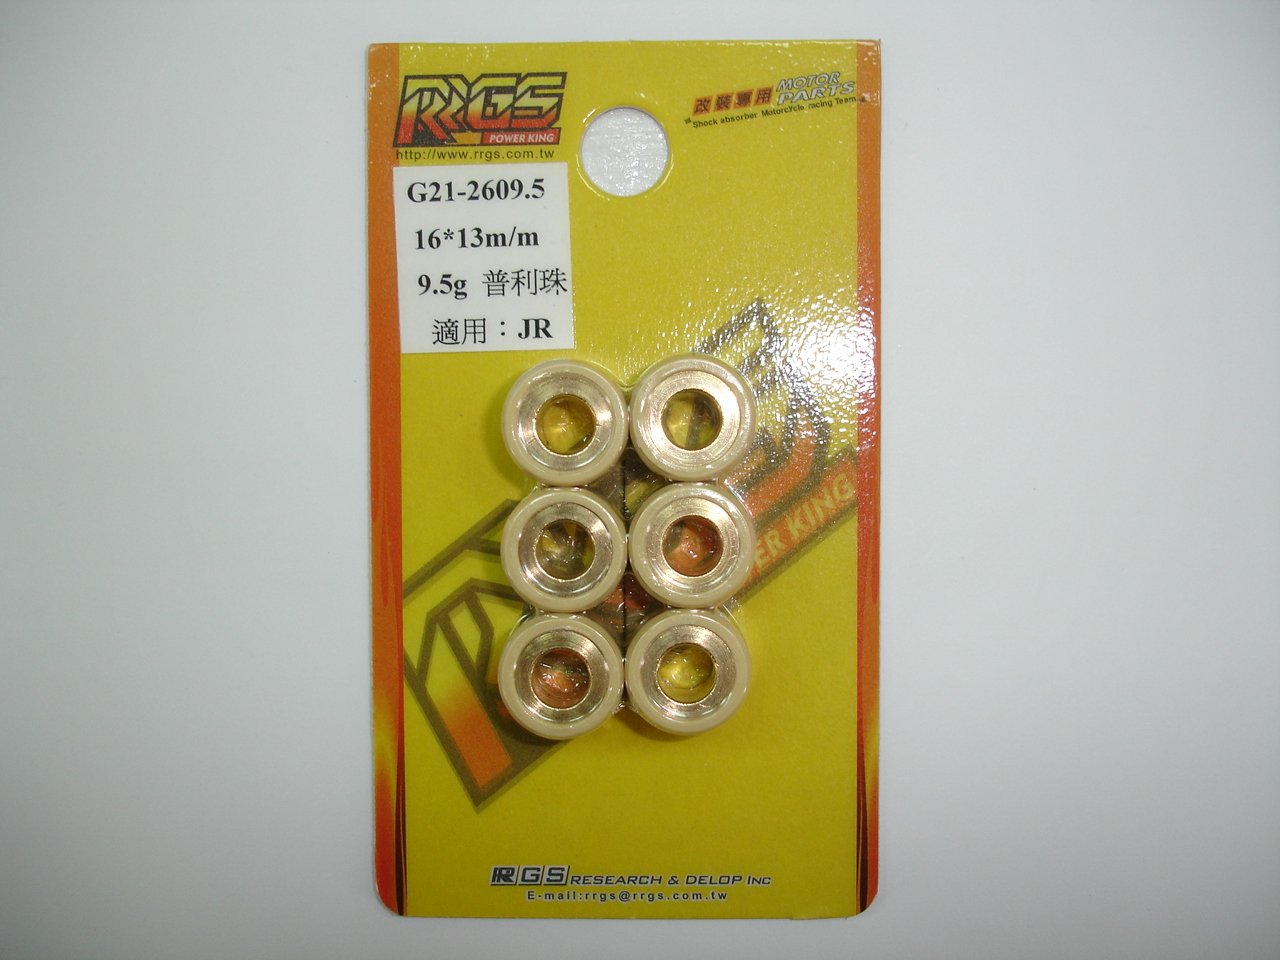 RRGS
POWER KING
http://www.rrgs.com.tw
改裝專用 MOTOR PARTS
Shock absorber Motorcycle racing Team
G21-2609.5
16*13m/m
9.5g 普利珠
適用：JR
POWER KING
RRGS RESEARCH & DELOP INC
E-mail:rrgs@rrgs.com.tw